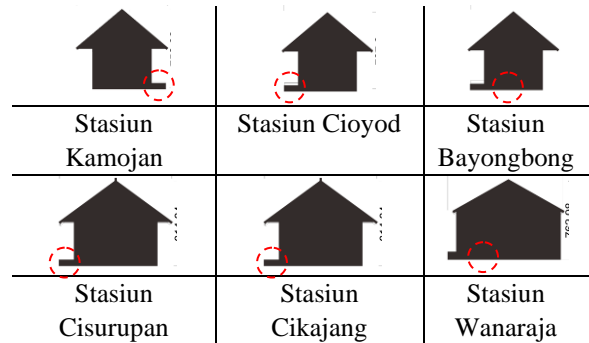 Stasiun
Kamojan
Stasiun Cioyod
Stasiun
Bayongbong
Stasiun
Cisurupan
Stasiun
Cikajang
Stasiun
Wanaraja